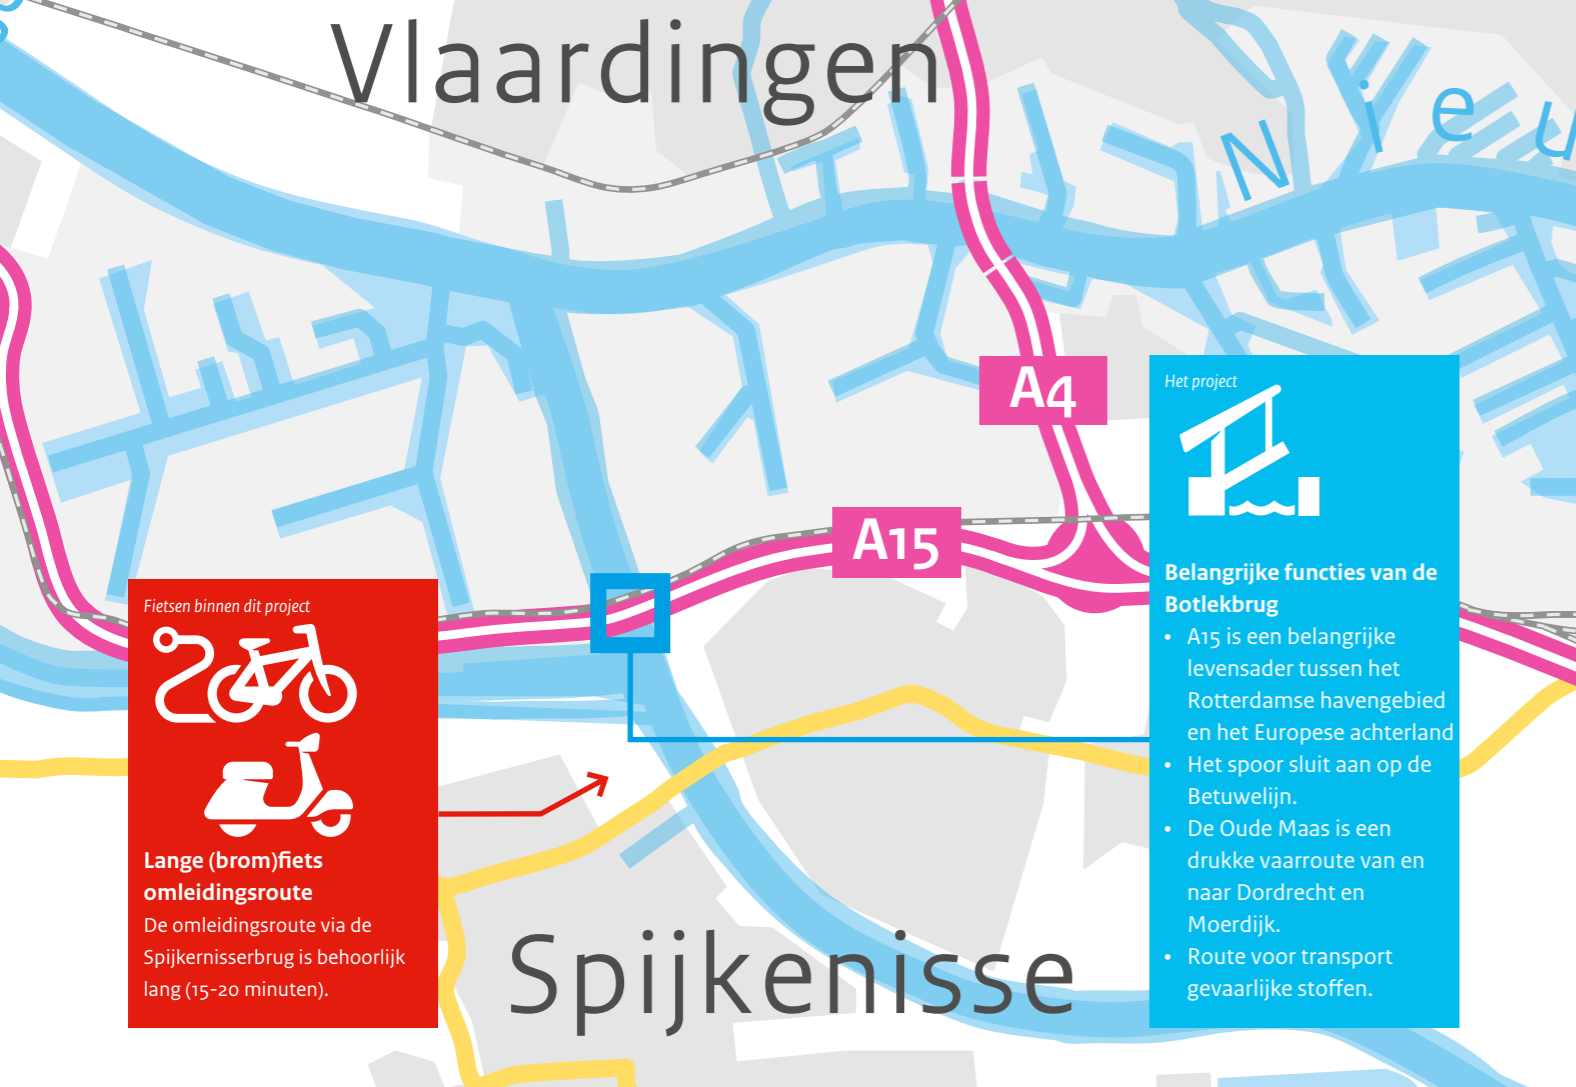 Vlaardingen
Nieu
A4
A15
Fietsen binnen dit project
Lange (brom)fiets
omleidingsroute
De omleidingsroute via de
Spijkernisserbrug is behoorlijk
lang (15-20 minuten).
Het project
Belangrijke functies van de
Botlekbrug
• A15 is een belangrijke
levensader tussen het
Rotterdamse havengebied
en het Europese achterland
• Het spoor sluit aan op de
Betuwelijn.
• De Oude Maas is een
drukke vaarroute van en
naar Dordrecht en
Moerdijk.
• Route voor transport
gevaarlijke stoffen.
Spijkenisse